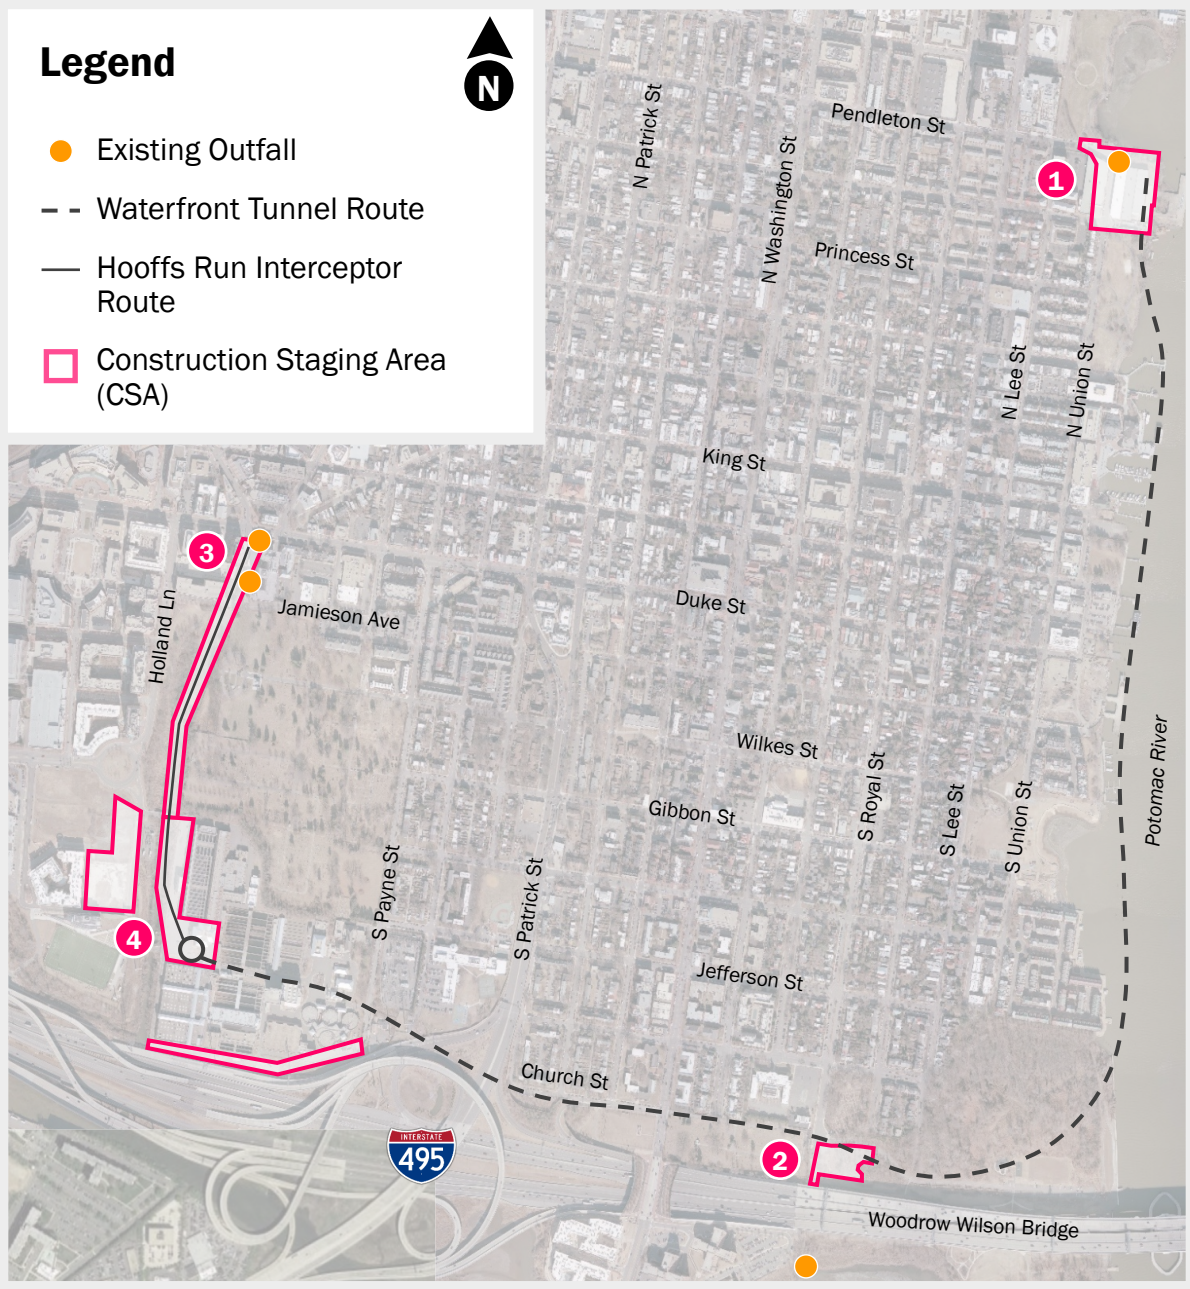 Legend
N
Existing Outfall
Waterfront Tunnel Route
Hooffs Run Interceptor
Route
Construction Staging Area
(CSA)
N Patrick St
Pendleton St
N Washington St
1
Princess St
N Lee St
N Union St
King St
3
Jamieson Ave
Holland Ln
Duke St
Wilkes St
Potomac River
S Royal St
S Lee St
S Union St
Gibbon St
S Payne St
S Patrick St
4
Jefferson St
Church St
INTERSTATE
495
2
Woodrow Wilson Bridge